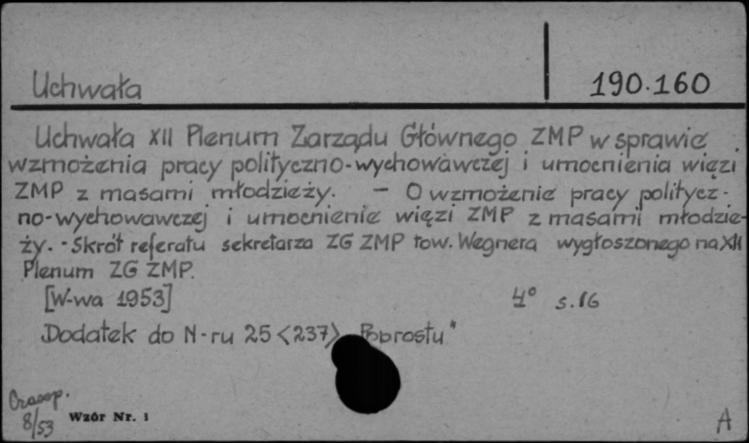 Uchwała
190.160
Uchwała XII Plenum Zarządu Głównego ZMP w sprawie
wzmożenia pracy polityczno-wychowawczej i umocnienia więzi
ZMP z masami młodzieży. - O wzmożenie pracy politycz-
no-wychowawczej i umocnienie więzi ZMP z masami młodzie-
ży. - Skrót referatu sekretarza ZG ZMP tow. Wegnera wygłoszonego na XII
Plenum ZG ZMP.
[W-wa 1953]
4° s. 16
Dodatek do N-ru 25 <237> "Poprostu"
Czasop.
8/53
Wzór Nr. 1
A